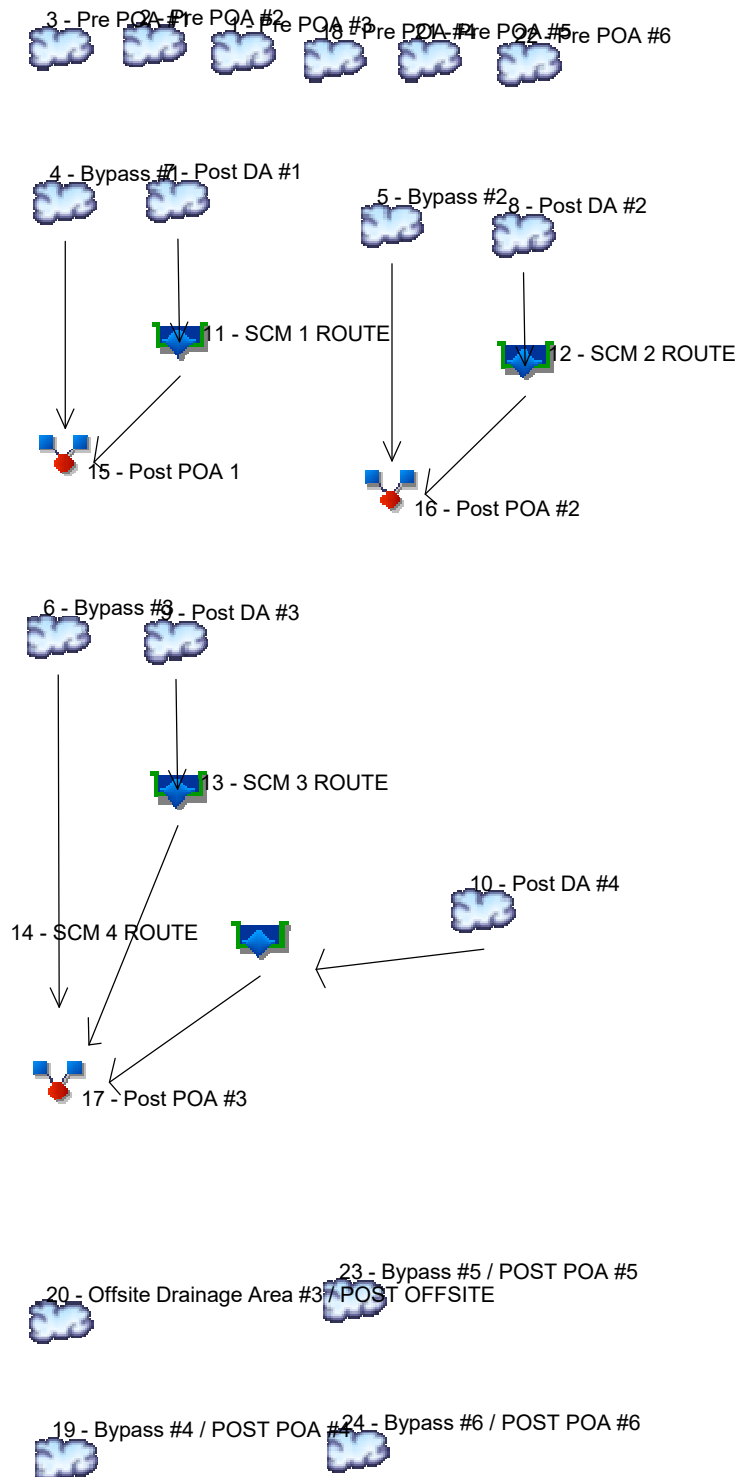 3 - Pre POA #1
2 - Pre POA #2
1 - Pre POA #3
18 - Pre POA #4
21 - Pre POA #5
22 - Pre POA #6
4 - Bypass #1
7 - Post DA #1
5 - Bypass #2
8 - Post DA #2
11 - SCM 1 ROUTE
12 - SCM 2 ROUTE
15 - Post POA 1
16 - Post POA #2
6 - Bypass #3
9 - Post DA #3
13 - SCM 3 ROUTE
10 - Post DA #4
14 - SCM 4 ROUTE
17 - Post POA #3
23 - Bypass #5 / POST POA #5
20 - Offsite Drainage Area #3 / POST OFFSITE
19 - Bypass #4 / POST POA #4
24 - Bypass #6 / POST POA #6